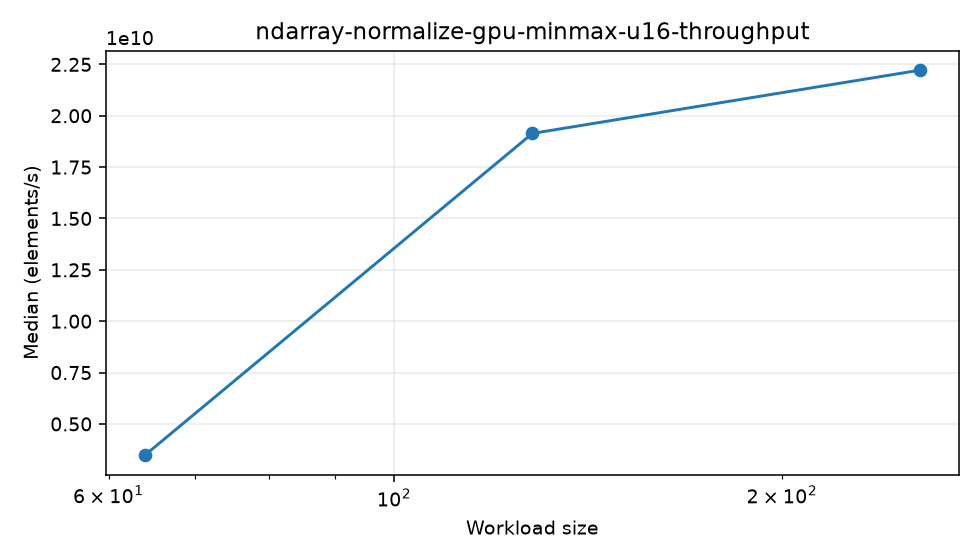 ndarray-normalize-gpu-minmax-u16-throughput
1e10
2.25
2.00
1.75
1.50
1.25
1.00
0.75
0.50
Median (elements/s)
6 × 10¹
10²
2 × 10²
Workload size